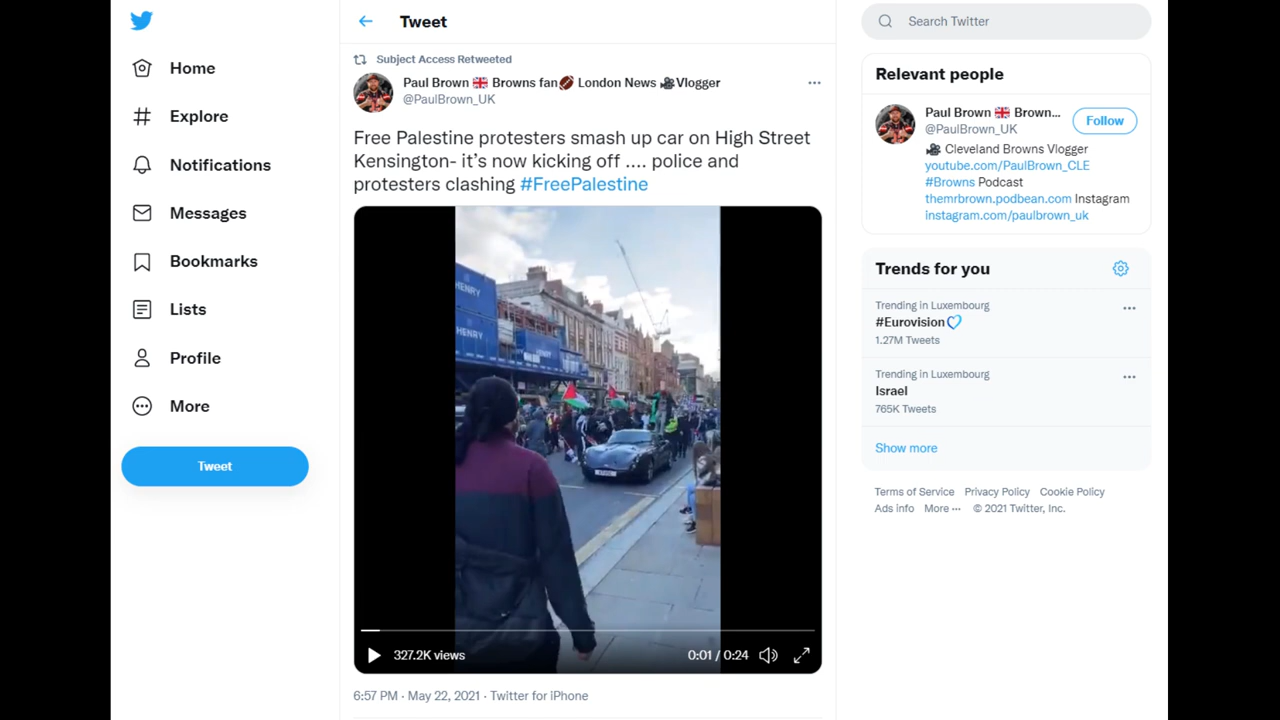 Home
Explore
Notifications
Messages
Bookmarks
Lists
Profile
More
Tweet
Tweet
Subject Access Retweeted
Paul Brown 🇬🇧 Browns fan🏈 London News 🎥Vlogger
@PaulBrown_UK
Free Palestine protesters smash up car on High Street
Kensington- it’s now kicking off .... police and
protesters clashing #FreePalestine
HENRY
HENRY
327.2K views
0:01 / 0:24
6:57 PM · May 22, 2021 · Twitter for iPhone
Search Twitter
Relevant people
Paul Brown 🇬🇧 Brown...
@PaulBrown_UK
Follow
🎥 Cleveland Browns Vlogger
youtube.com/PaulBrown_CLE
#Browns Podcast
themrbrown.podbean.com Instagram
instagram.com/paulbrown_uk
Trends for you
Trending in Luxembourg
#Eurovision
1.27M Tweets
Trending in Luxembourg
Israel
765K Tweets
Show more
Terms of Service Privacy Policy Cookie Policy
Ads info More ··· © 2021 Twitter, Inc.